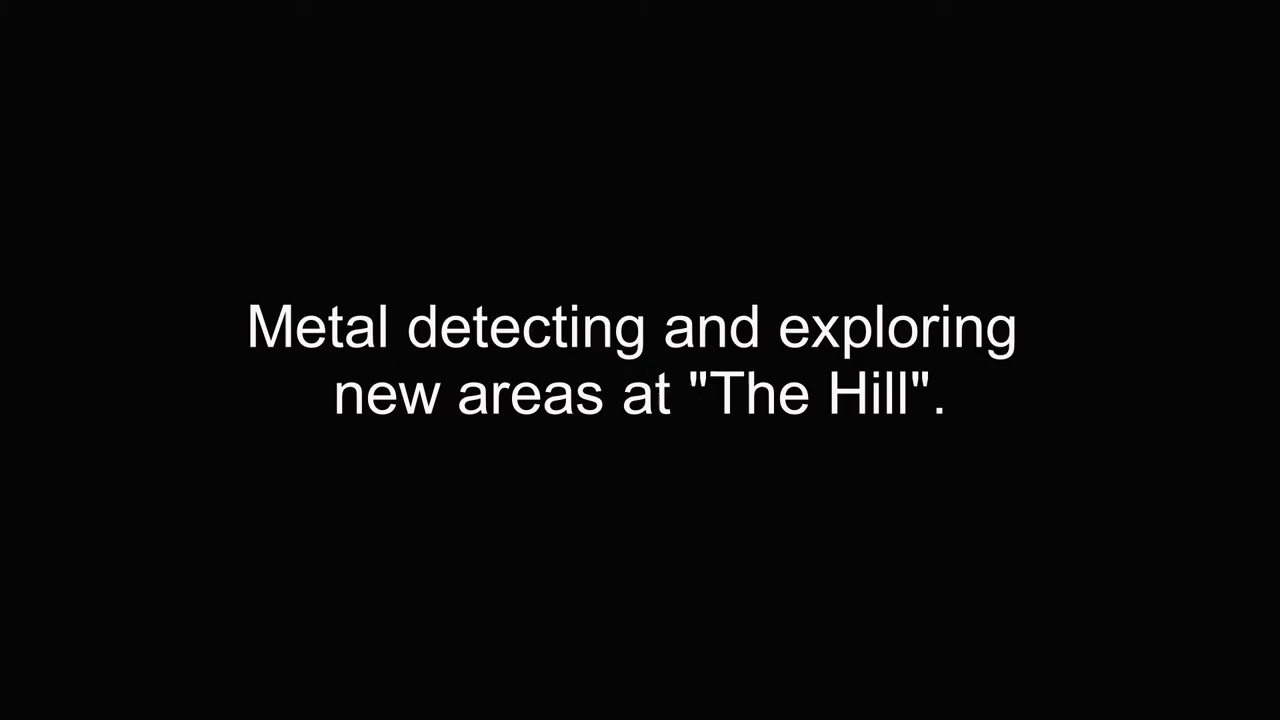 Metal detecting and exploring
new areas at "The Hill".